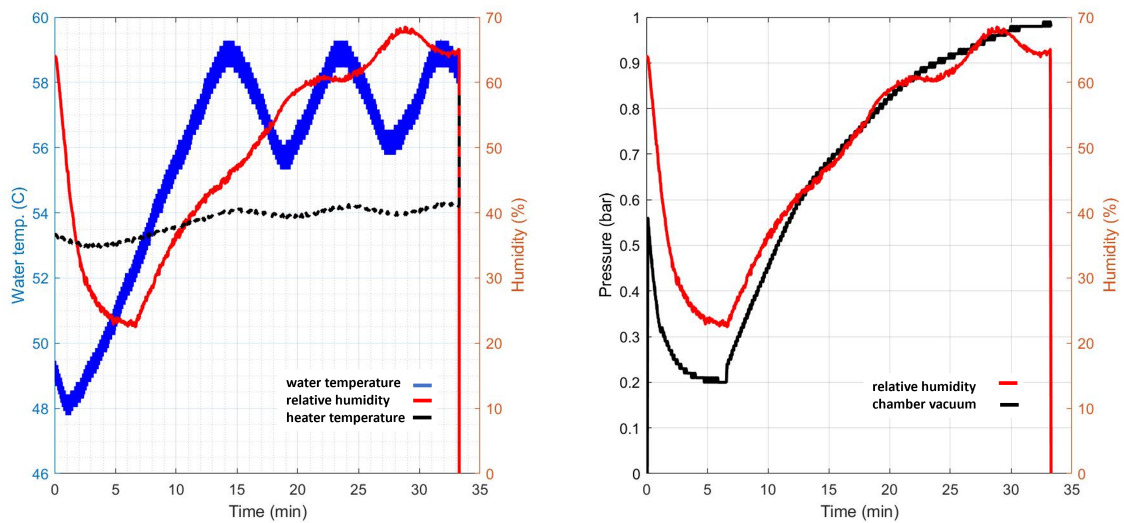 60
58
56
54
52
50
48
46
Water temp. (C)
70
60
50
40
30
20
10
0
Humidity (%)
water temperature
relative humidity
heater temperature
0 5 10 15 20 25 30 35
Time (min)
1
0.9
0.8
0.7
0.6
0.5
0.4
0.3
0.2
0.1
0
Pressure (bar)
70
60
50
40
30
20
10
0
Humidity (%)
relative humidity
chamber vacuum
0 5 10 15 20 25 30 35
Time (min)